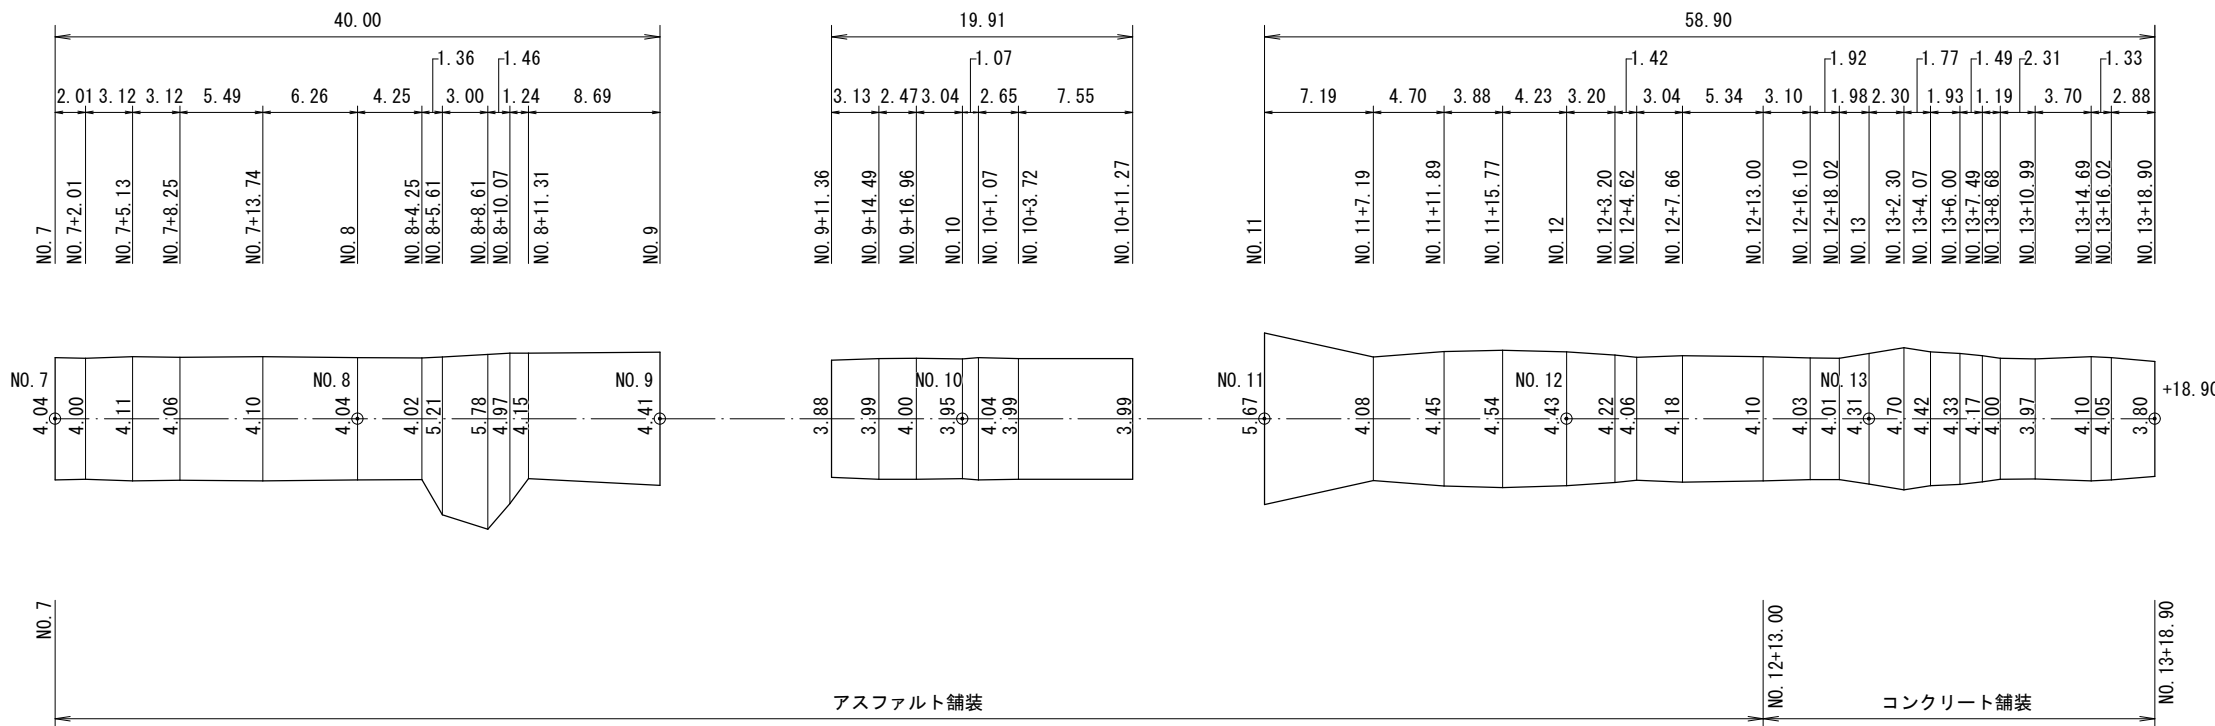 40.00
19.91
58.90
1.36
1.46
1.07
1.42
1.92
1.77
1.49
2.31
1.33
2.01
3.12
3.12
5.49
6.26
4.25
3.00
1.24
8.69
3.13
2.47
3.04
2.65
7.55
7.19
4.70
3.88
4.23
3.20
3.04
5.34
3.10
1.98
2.30
1.93
1.19
3.70
2.88
NO.7
NO.7+2.01
NO.7+5.13
NO.7+8.25
NO.7+13.74
NO.8
NO.8+4.25
NO.8+5.61
NO.8+8.61
NO.8+10.07
NO.8+11.31
NO.9
NO.9+11.36
NO.9+14.49
NO.9+16.96
NO.10
NO.10+1.07
NO.10+3.72
NO.10+11.27
NO.11
NO.11+7.19
NO.11+11.89
NO.11+15.77
NO.12
NO.12+3.20
NO.12+4.62
NO.12+7.66
NO.12+13.00
NO.12+16.10
NO.12+18.02
NO.13
NO.13+2.30
NO.13+4.07
NO.13+6.00
NO.13+7.49
NO.13+8.68
NO.13+10.99
NO.13+14.69
NO.13+16.02
NO.13+18.90
NO.7
NO.8
NO.9
NO.10
NO.11
NO.12
NO.13
+18.90
4.04
4.00
4.11
4.06
4.10
4.04
4.02
5.21
5.78
4.97
4.15
4.41
3.88
3.99
4.00
3.95
4.04
3.99
3.99
5.67
4.08
4.45
4.54
4.43
4.22
4.06
4.18
4.10
4.03
4.01
4.31
4.70
4.42
4.33
4.17
4.00
3.97
4.10
4.05
3.80
NO.7
NO.12+13.00
NO.13+18.90
アスファルト舗装
コンクリート舗装